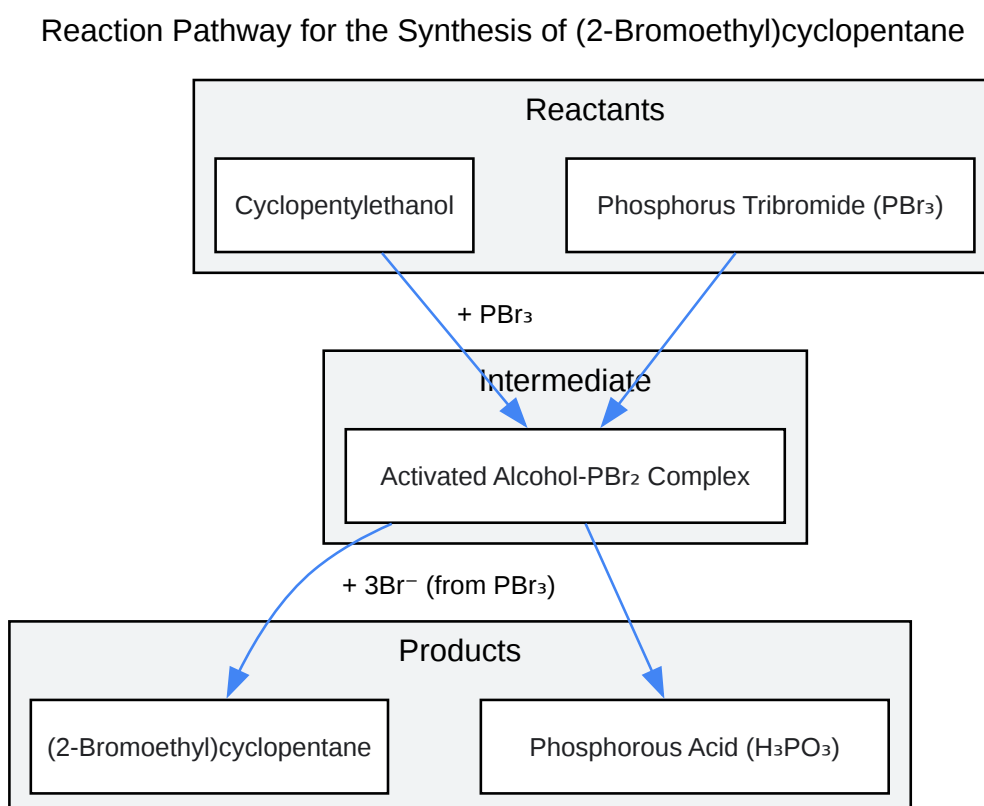 Reaction Pathway for the Synthesis of (2-Bromoethyl)cyclopentane
Reactants
Cyclopentylethanol
Phosphorus Tribromide (PBr₃)
+ PBr₃
Intermediate
Activated Alcohol-PBr₂ Complex
+ 3Br⁻ (from PBr₃)
Products
(2-Bromoethyl)cyclopentane
Phosphorous Acid (H₃PO₃)